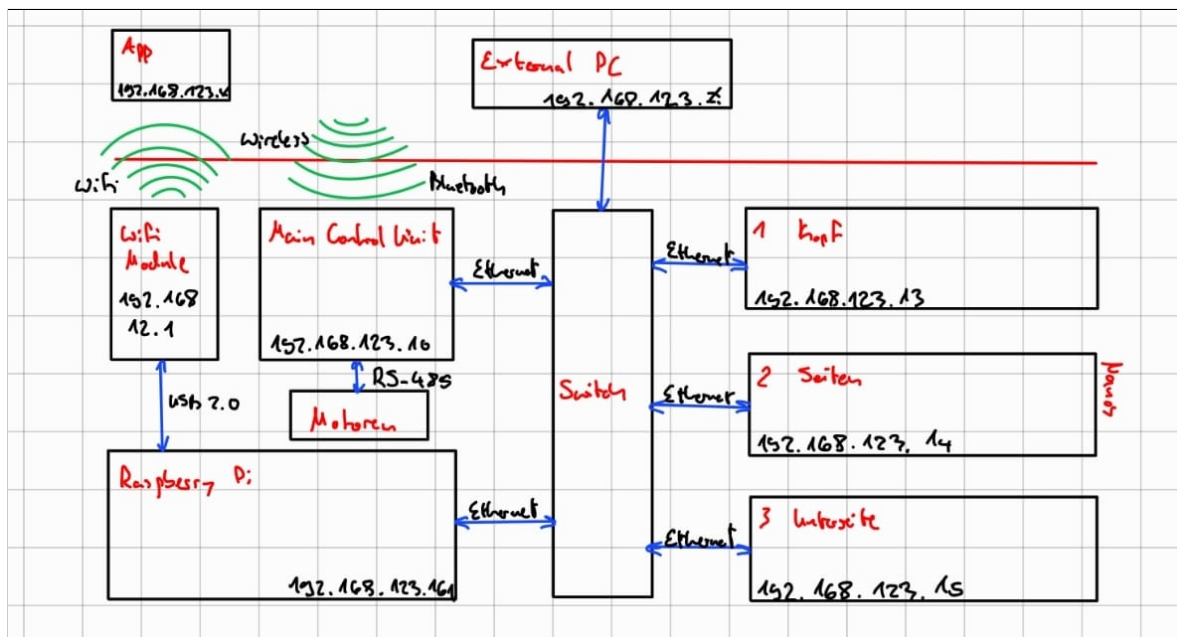 App
192.168.123.x
External PC
192.168.123.z
Wireless
Wifi
Bluetooth
Wifi
Module
192.168
12.1
Main Control Unit
192.168.123.10
Ethernet
Switch
Ethernet
1 Kopf
192.168.123.13
RS-485
Motoren
USB 2.0
Ethernet
2 Seiten
192.168.123.14
Nanos
Raspberry Pi
192.168.123.161
Ethernet
Ethernet
3 Unterseite
192.168.123.15